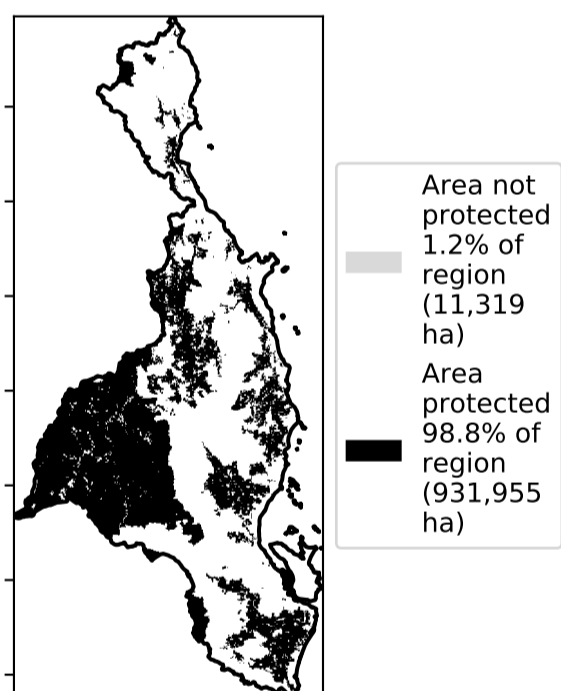 Area not
protected
1.2% of
region
(11,319
ha)
Area
protected
98.8% of
region
(931,955
ha)